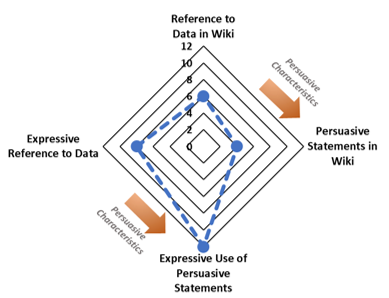 Reference to
Data in Wiki
12
10
8
6
4
2
0
Persuasive
Characteristics
Expressive
Reference to Data
Persuasive
Statements in
Wiki
Persuasive
Characteristics
Expressive Use of
Persuasive
Statements